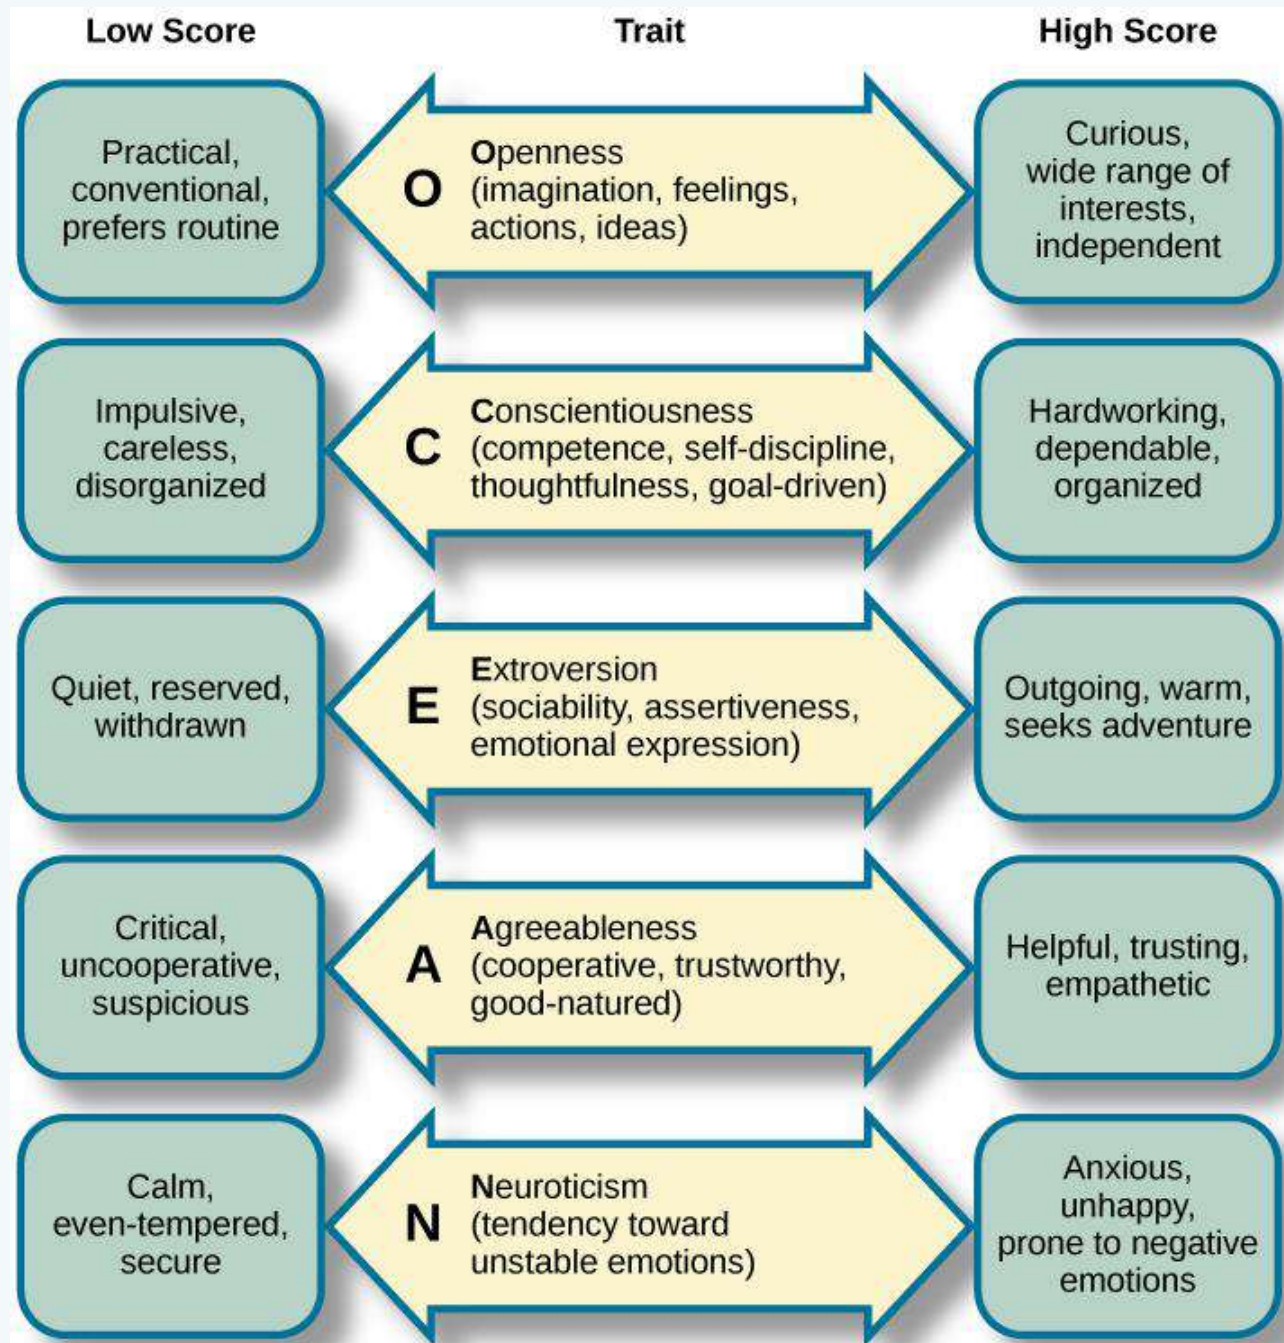 Low Score
Trait
High Score
Practical,
conventional,
prefers routine
O
Openness
(imagination, feelings,
actions, ideas)
Curious,
wide range of
interests,
independent
Impulsive,
careless,
disorganized
C
Conscientiousness
(competence, self-discipline,
thoughtfulness, goal-driven)
Hardworking,
dependable,
organized
Quiet, reserved,
withdrawn
E
Extroversion
(sociability, assertiveness,
emotional expression)
Outgoing, warm,
seeks adventure
Critical,
uncooperative,
suspicious
A
Agreeableness
(cooperative, trustworthy,
good-natured)
Helpful, trusting,
empathetic
Calm,
even-tempered,
secure
N
Neuroticism
(tendency toward
unstable emotions)
Anxious,
unhappy,
prone to negative
emotions